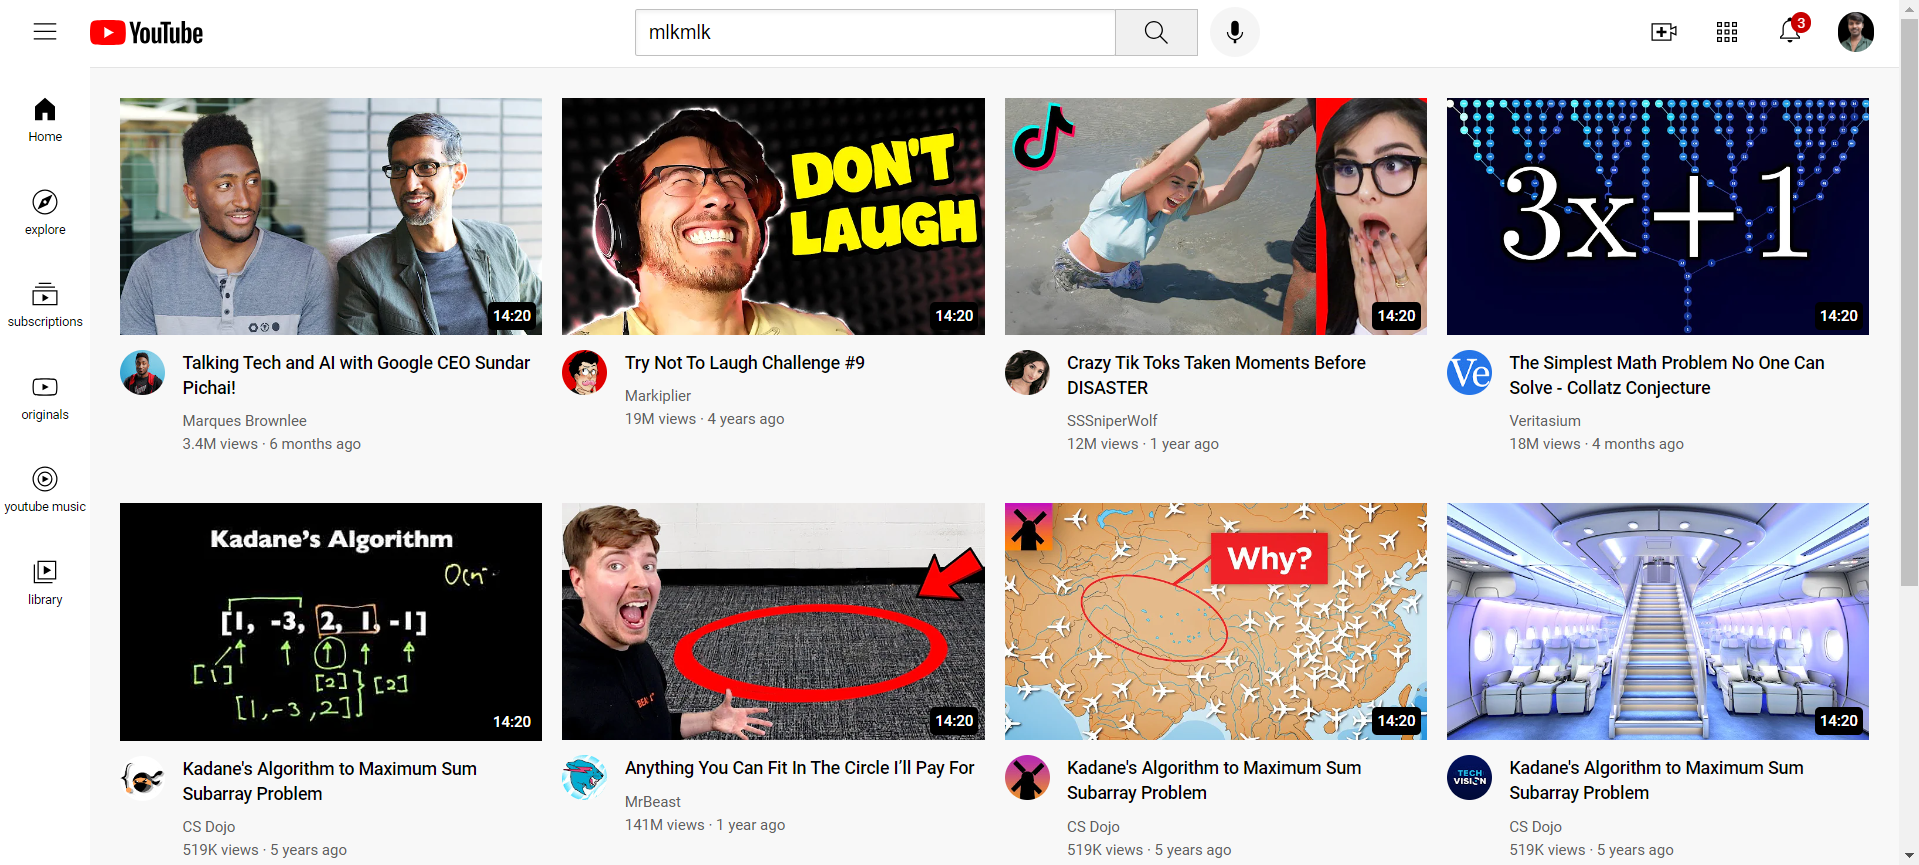 YouTube
mlkmlk
3
Home
explore
subscriptions
originals
youtube music
library
14:20
DON'T
LAUGH
14:20
14:20
3x+1
14:20
Talking Tech and AI with Google CEO Sundar
Pichai!
Marques Brownlee
3.4M views · 6 months ago
Try Not To Laugh Challenge #9
Markiplier
19M views · 4 years ago
Crazy Tik Toks Taken Moments Before
DISASTER
SSSniperWolf
12M views · 1 year ago
Ve
The Simplest Math Problem No One Can
Solve - Collatz Conjecture
Veritasium
18M views · 4 months ago
Kadane's Algorithm
[1, -3, 2, 1, -1]
[1]
[2]
[2]
[1, -3, 2]
14:20
14:20
Why?
14:20
14:20
Kadane's Algorithm to Maximum Sum
Subarray Problem
CS Dojo
519K views · 5 years ago
Anything You Can Fit In The Circle I’ll Pay For
MrBeast
141M views · 1 year ago
Kadane's Algorithm to Maximum Sum
Subarray Problem
CS Dojo
519K views · 5 years ago
TECH
VISION
Kadane's Algorithm to Maximum Sum
Subarray Problem
CS Dojo
519K views · 5 years ago